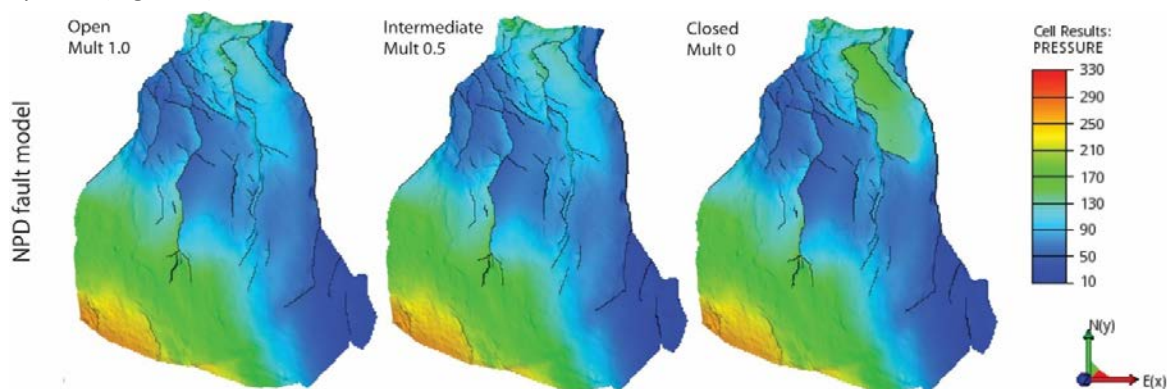 Open
Mult 1.0
Intermediate
Mult 0.5
Closed
Mult 0
Cell Results:
PRESSURE
330
290
250
210
170
130
90
50
10
NPD fault model
N(y)
E(x)